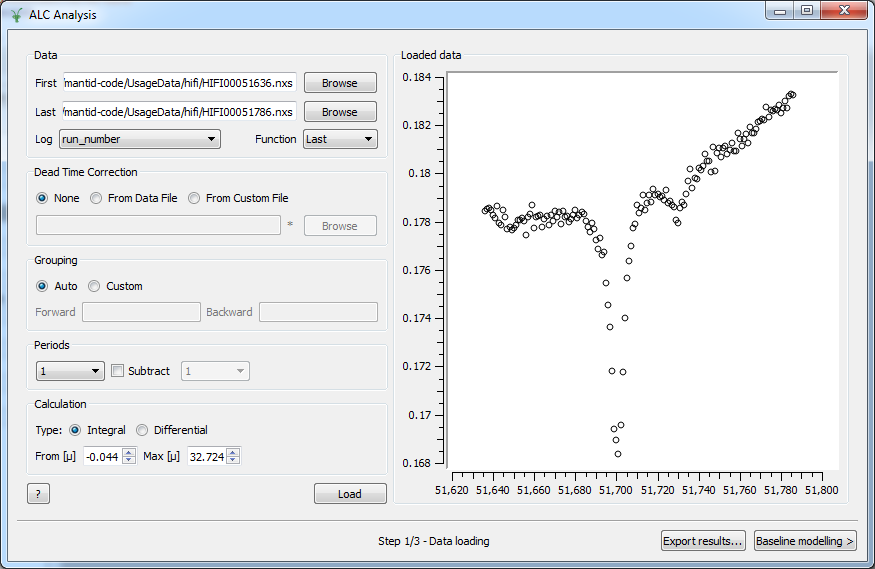 ALC Analysis
Data
First /mantid-code/UsageData/hifi/HIFI00051636.nxs Browse
Last /mantid-code/UsageData/hifi/HIFI00051786.nxs Browse
Log run_number Function Last
Dead Time Correction
None From Data File From Custom File
* Browse
Grouping
Auto Custom
Forward Backward
Periods
1 Subtract 1
Calculation
Type: Integral Differential
From [µ] -0.044 Max [µ] 32.724
? Load
Loaded data
0.184
0.182
0.18
0.178
0.176
0.174
0.172
0.17
0.168
51,620 51,640 51,660 51,680 51,700 51,720 51,740 51,760 51,780 51,800
Step 1/3 - Data loading Export results... Baseline modelling >